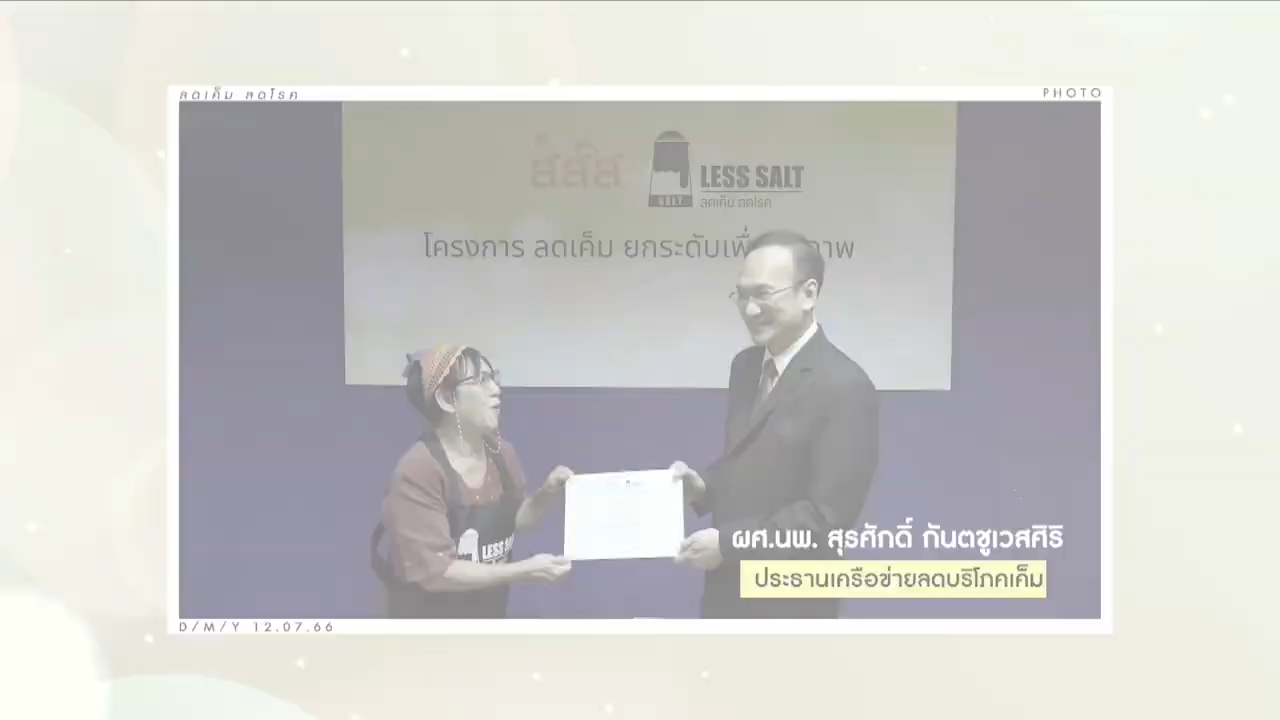 ลดเค็ม ลดโรค
PHOTO
สสส
LESS SALT
SALT
ลดเค็ม ลดโรค
โครงการ ลดเค็ม ยกระดับเพื่
LESS
ผศ.นพ. สุรศักดิ์ กันตชูเวสศิริ
ประธานเครือข่ายลดบริโภคเค็ม
D/M/Y 12.07.66